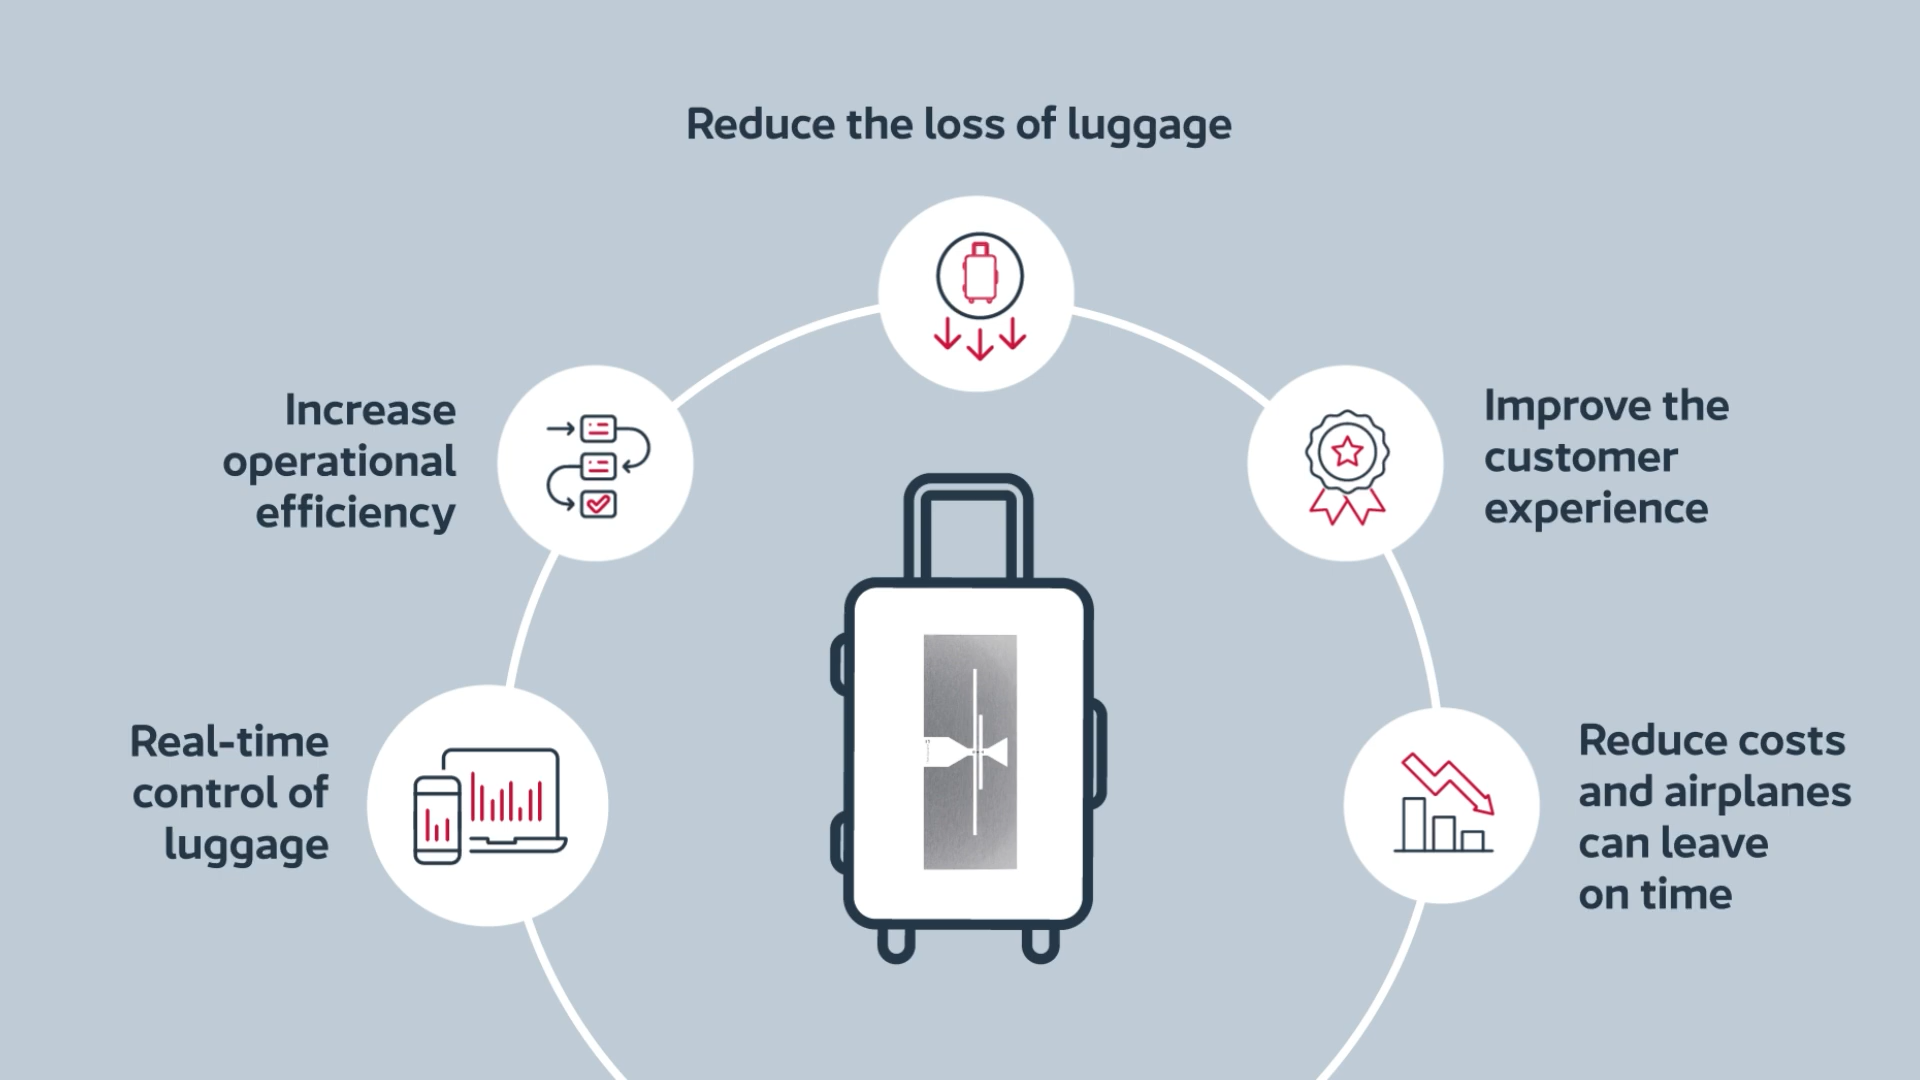 Reduce the loss of luggage
Increase
operational
efficiency
Improve the
customer
experience
Real-time
control of
luggage
Reduce costs
and airplanes
can leave
on time